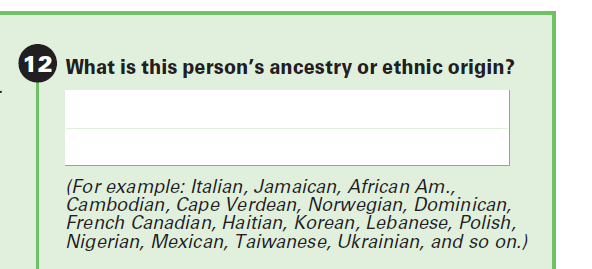 12 What is this person's ancestry or ethnic origin?
(For example: Italian, Jamaican, African Am.,
Cambodian, Cape Verdean, Norwegian, Dominican,
French Canadian, Haitian, Korean, Lebanese, Polish,
Nigerian, Mexican, Taiwanese, Ukrainian, and so on.)